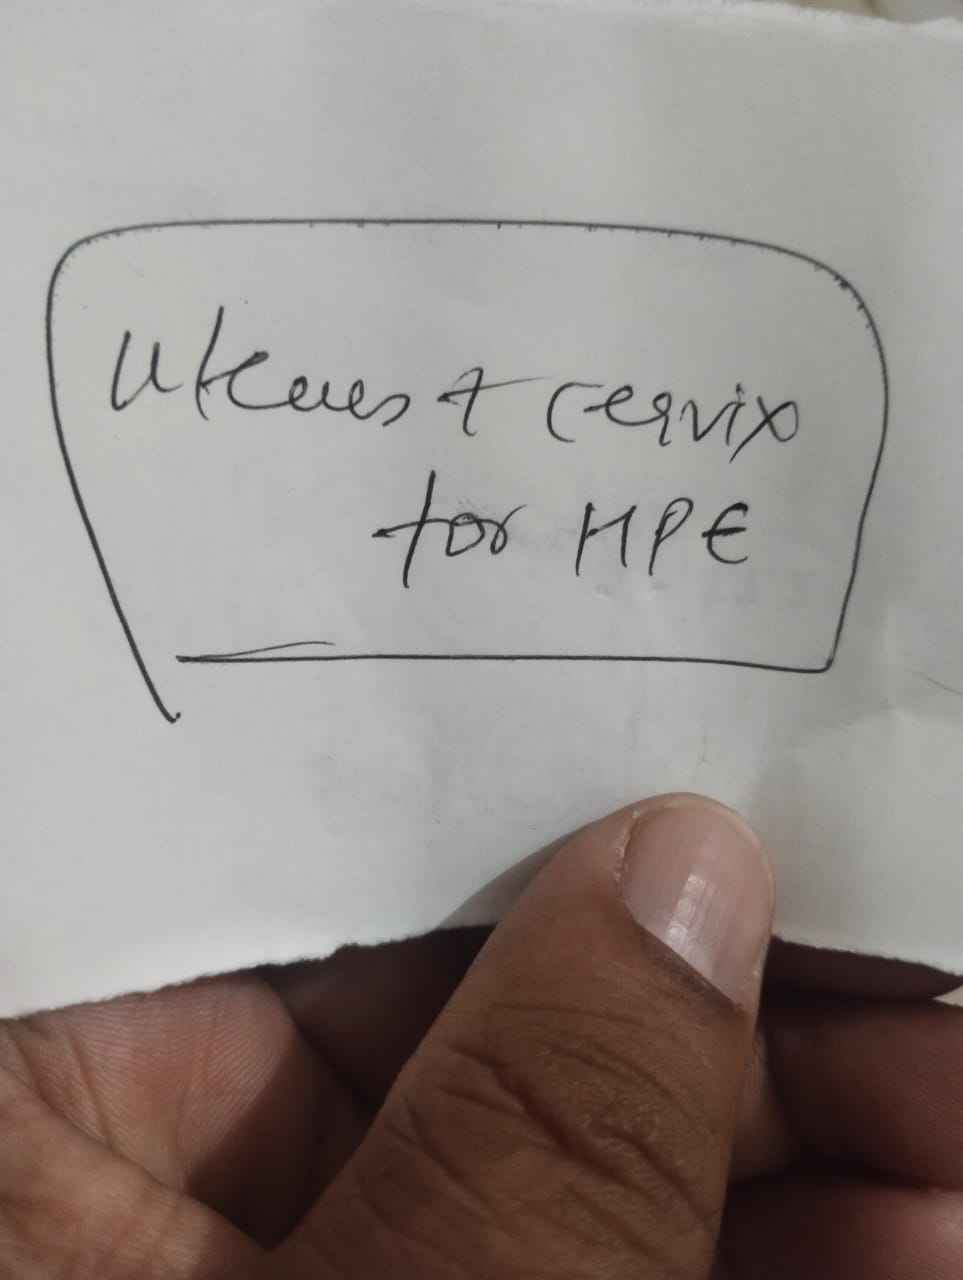 Uterus + cervix
for HPE